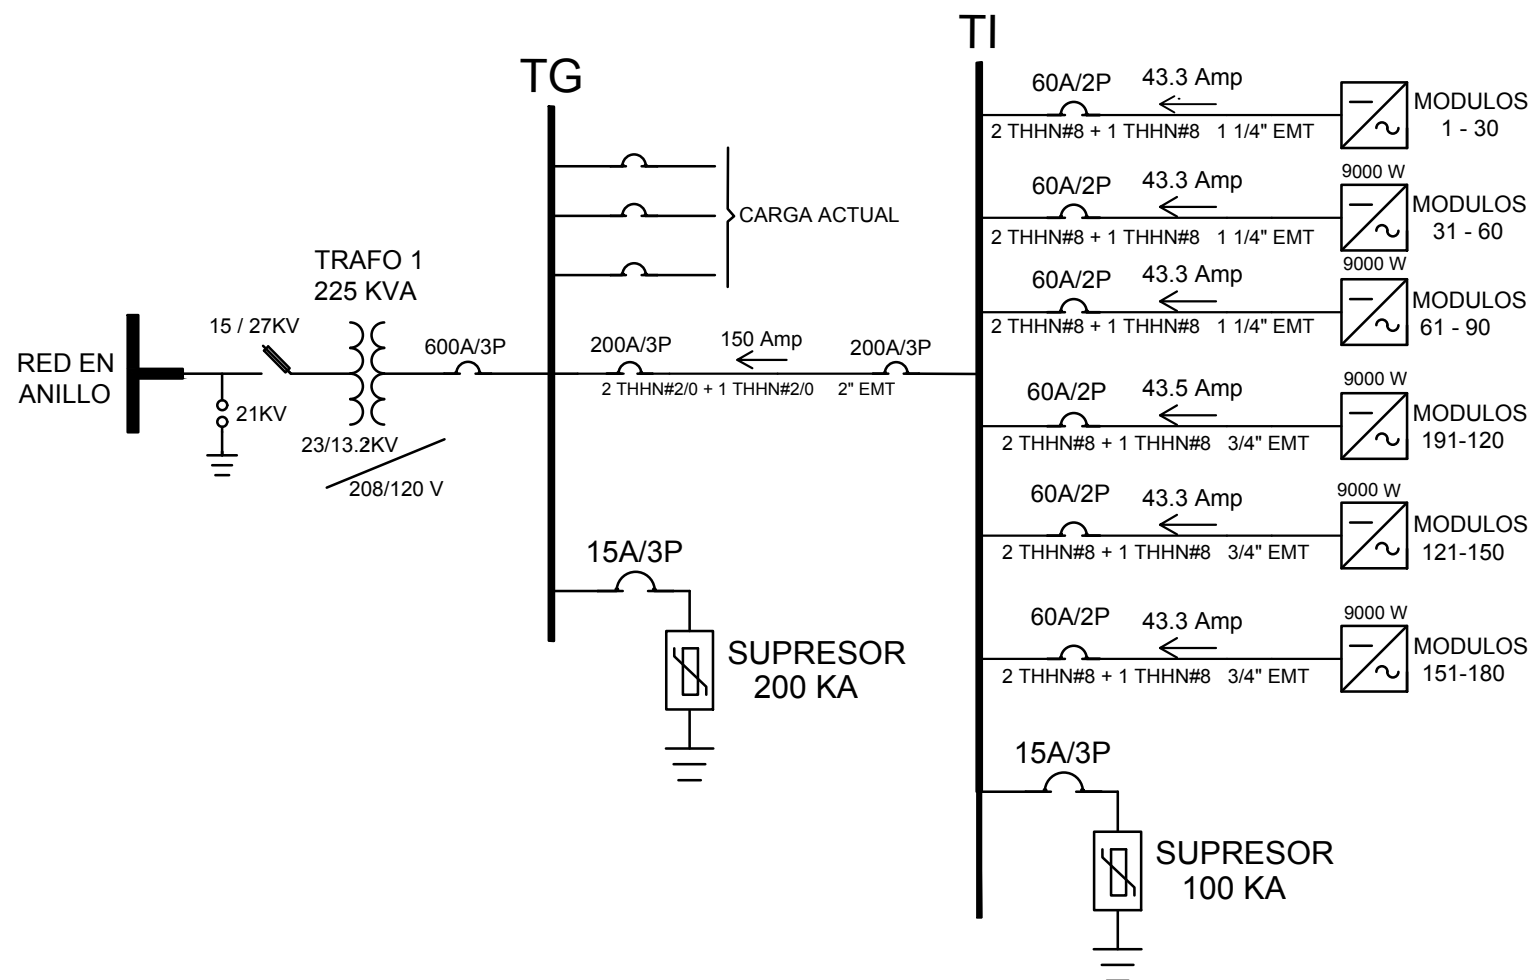 RED EN
ANILLO
15 / 27KV
21KV
TRAFO 1
225 KVA
23/13.2KV
208/120 V
600A/3P
TG
CARGA ACTUAL
200A/3P
150 Amp
200A/3P
2 THHN#2/0 + 1 THHN#2/0 2" EMT
15A/3P
SUPRESOR
200 KA
TI
60A/2P
43.3 Amp
2 THHN#8 + 1 THHN#8 1 1/4" EMT
MODULOS
1 - 30
60A/2P
43.3 Amp
2 THHN#8 + 1 THHN#8 1 1/4" EMT
9000 W
MODULOS
31 - 60
60A/2P
43.3 Amp
2 THHN#8 + 1 THHN#8 1 1/4" EMT
9000 W
MODULOS
61 - 90
60A/2P
43.5 Amp
2 THHN#8 + 1 THHN#8 3/4" EMT
9000 W
MODULOS
191-120
60A/2P
43.3 Amp
2 THHN#8 + 1 THHN#8 3/4" EMT
9000 W
MODULOS
121-150
60A/2P
43.3 Amp
2 THHN#8 + 1 THHN#8 3/4" EMT
9000 W
MODULOS
151-180
15A/3P
SUPRESOR
100 KA